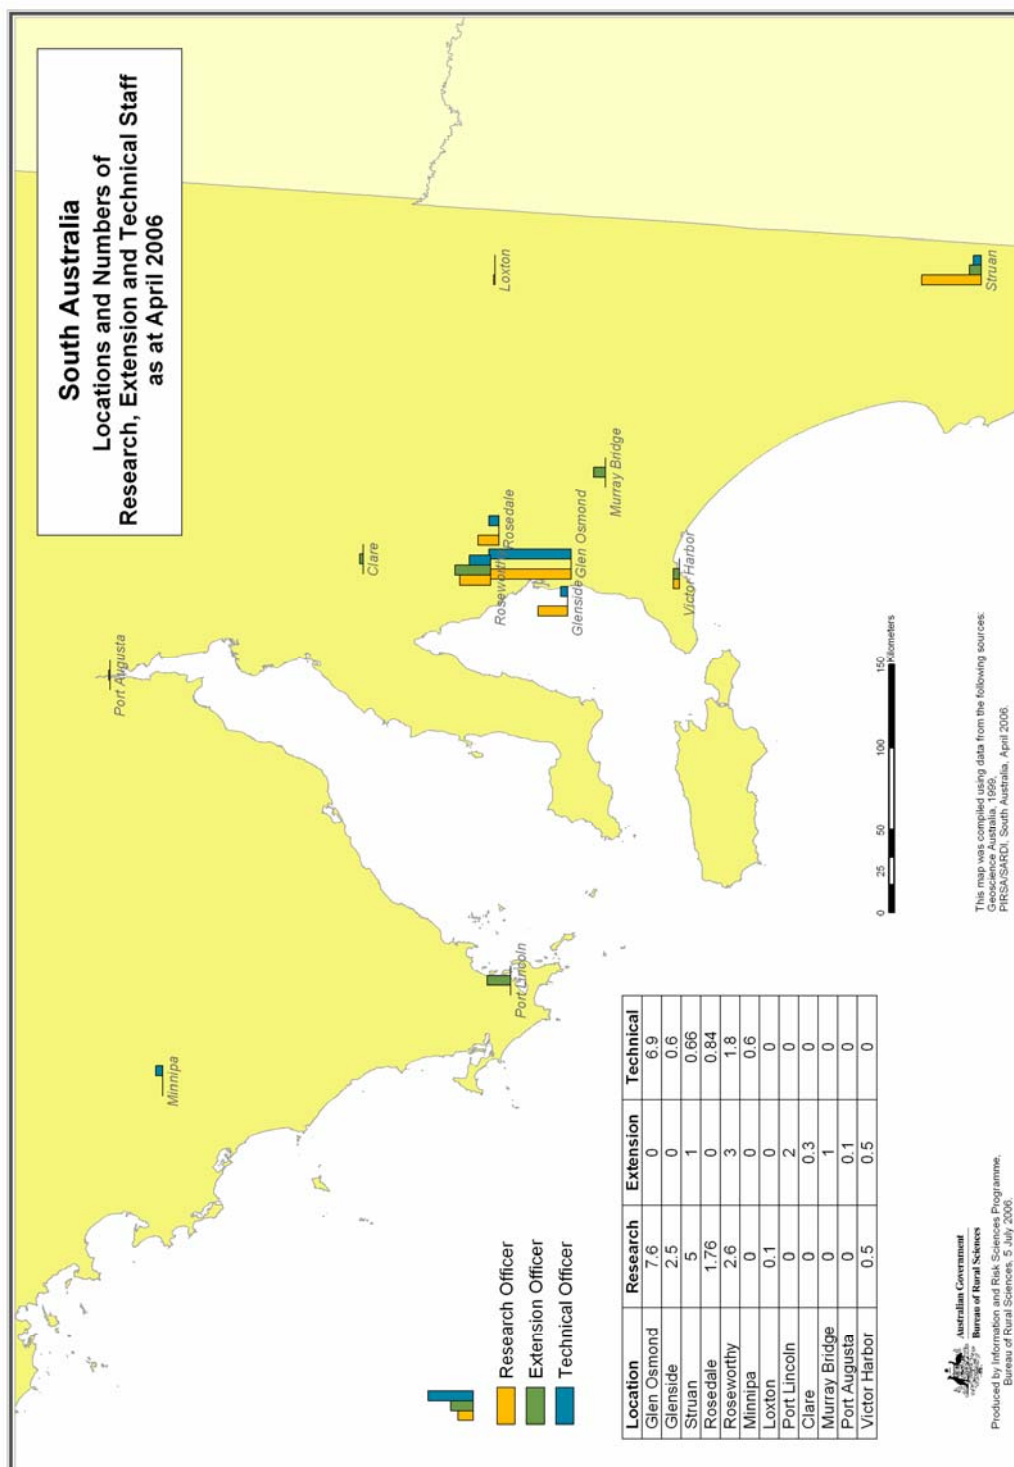 South Australia
Locations and Numbers of
Research, Extension and Technical Staff
as at April 2006
Port Augusta
Clare
Loxton
Minnipa
Roseworthy
Rosedale
Port Lincoln
Glenside
Glen Osmond
Murray Bridge
Victor Harbor
Struan
Research Officer
Extension Officer
Technical Officer
Location Research Extension Technical
Glen Osmond 7.6 0 6.9
Glenside 2.5 0 0.6
Struan 5 1 0.66
Rosedale 1.76 0 0.84
Roseworthy 2.6 3 1.8
Minnipa 0 0 0.6
Loxton 0.1 0 0
Port Lincoln 0 2 0
Clare 0 0.3 0
Murray Bridge 0 1 0
Port Augusta 0 0.1 0
Victor Harbor 0.5 0.5 0
0 25 50 100 150
Kilometers
Australian Government
Bureau of Rural Sciences
Produced by Information and Risk Sciences Programme,
Bureau of Rural Sciences, 5 July 2006.
This map was compiled using data from the following sources:
Geoscience Australia, 1999,
PIRSA/SARDI, South Australia, April 2006.